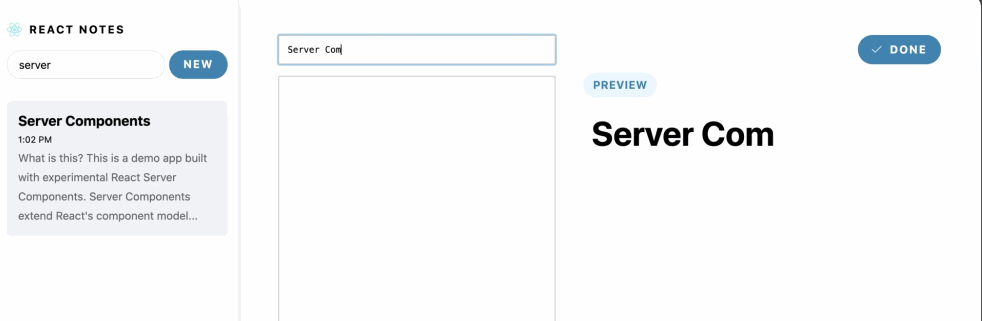 REACT NOTES
server
NEW
Server Components
1:02 PM
What is this? This is a demo app built
with experimental React Server
Components. Server Components
extend React's component model...
Server Com
DONE
PREVIEW
Server Com